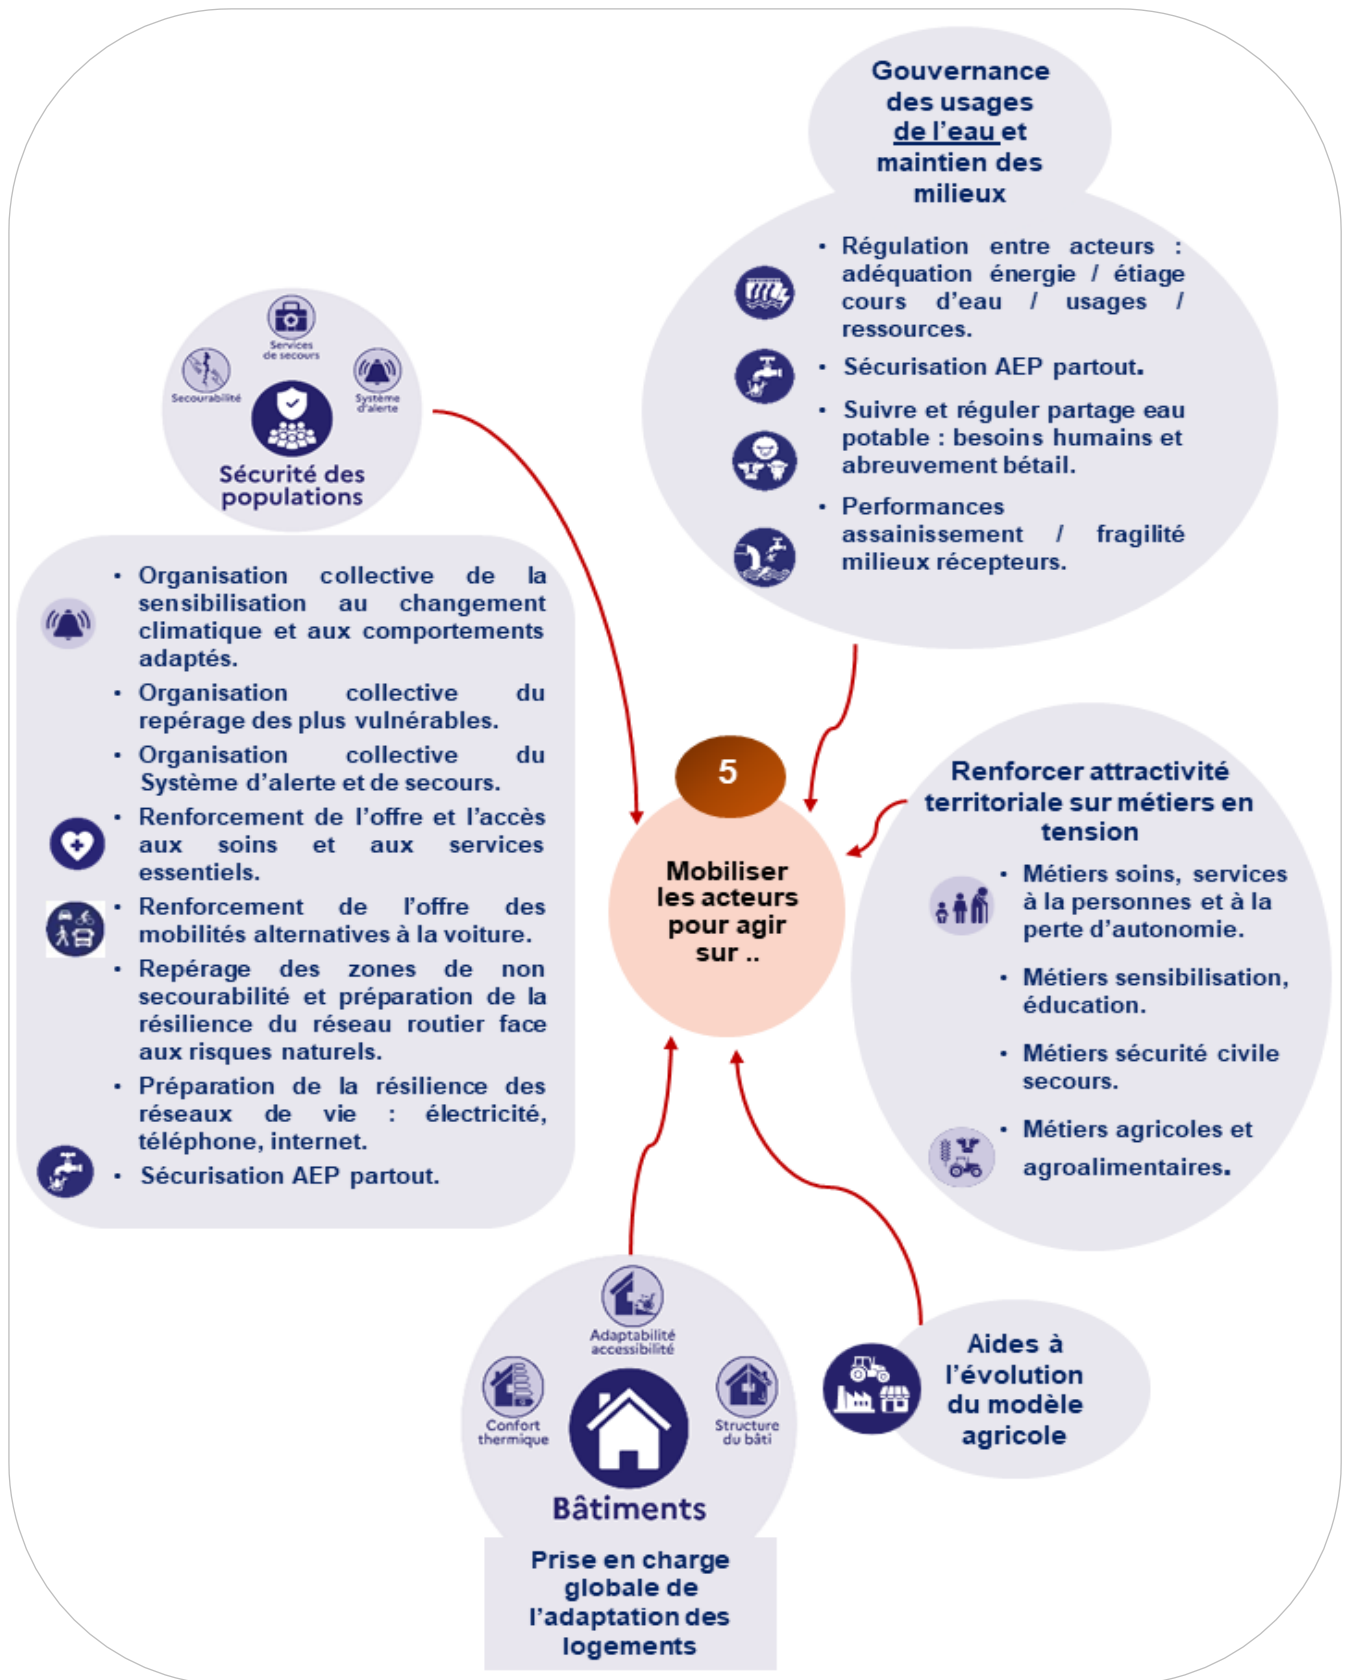 Gouvernance
des usages
de l'eau et
maintien des
milieux
• Régulation entre acteurs :
adéquation énergie / étiage
cours d'eau / usages /
ressources.
• Sécurisation AEP partout.
• Suivre et réguler partage eau
potable : besoins humains et
abreuvement bétail.
• Performances
assainissement / fragilité
milieux récepteurs.
Services
de secours
Secourabilité
Système
d'alerte
Sécurité des
populations
• Organisation collective de la
sensibilisation au changement
climatique et aux comportements
adaptés.
• Organisation collective du
repérage des plus vulnérables.
• Organisation collective du
Système d'alerte et de secours.
• Renforcement de l'offre et l'accès
aux soins et aux services
essentiels.
• Renforcement de l'offre des
mobilités alternatives à la voiture.
• Repérage des zones de non
secourabilité et préparation de la
résilience du réseau routier face
aux risques naturels.
• Préparation de la résilience des
réseaux de vie : électricité,
téléphone, internet.
• Sécurisation AEP partout.
5
Mobiliser
les acteurs
pour agir
sur ..
Renforcer attractivité
territoriale sur métiers en
tension
• Métiers soins, services
à la personnes et à la
perte d'autonomie.
• Métiers sensibilisation,
éducation.
• Métiers sécurité civile
secours.
• Métiers agricoles et
agroalimentaires.
Adaptabilité
accessibilité
Confort
thermique
Structure
du bâti
Bâtiments
Prise en charge
globale de
l'adaptation des
logements
Aides à
l'évolution
du modèle
agricole